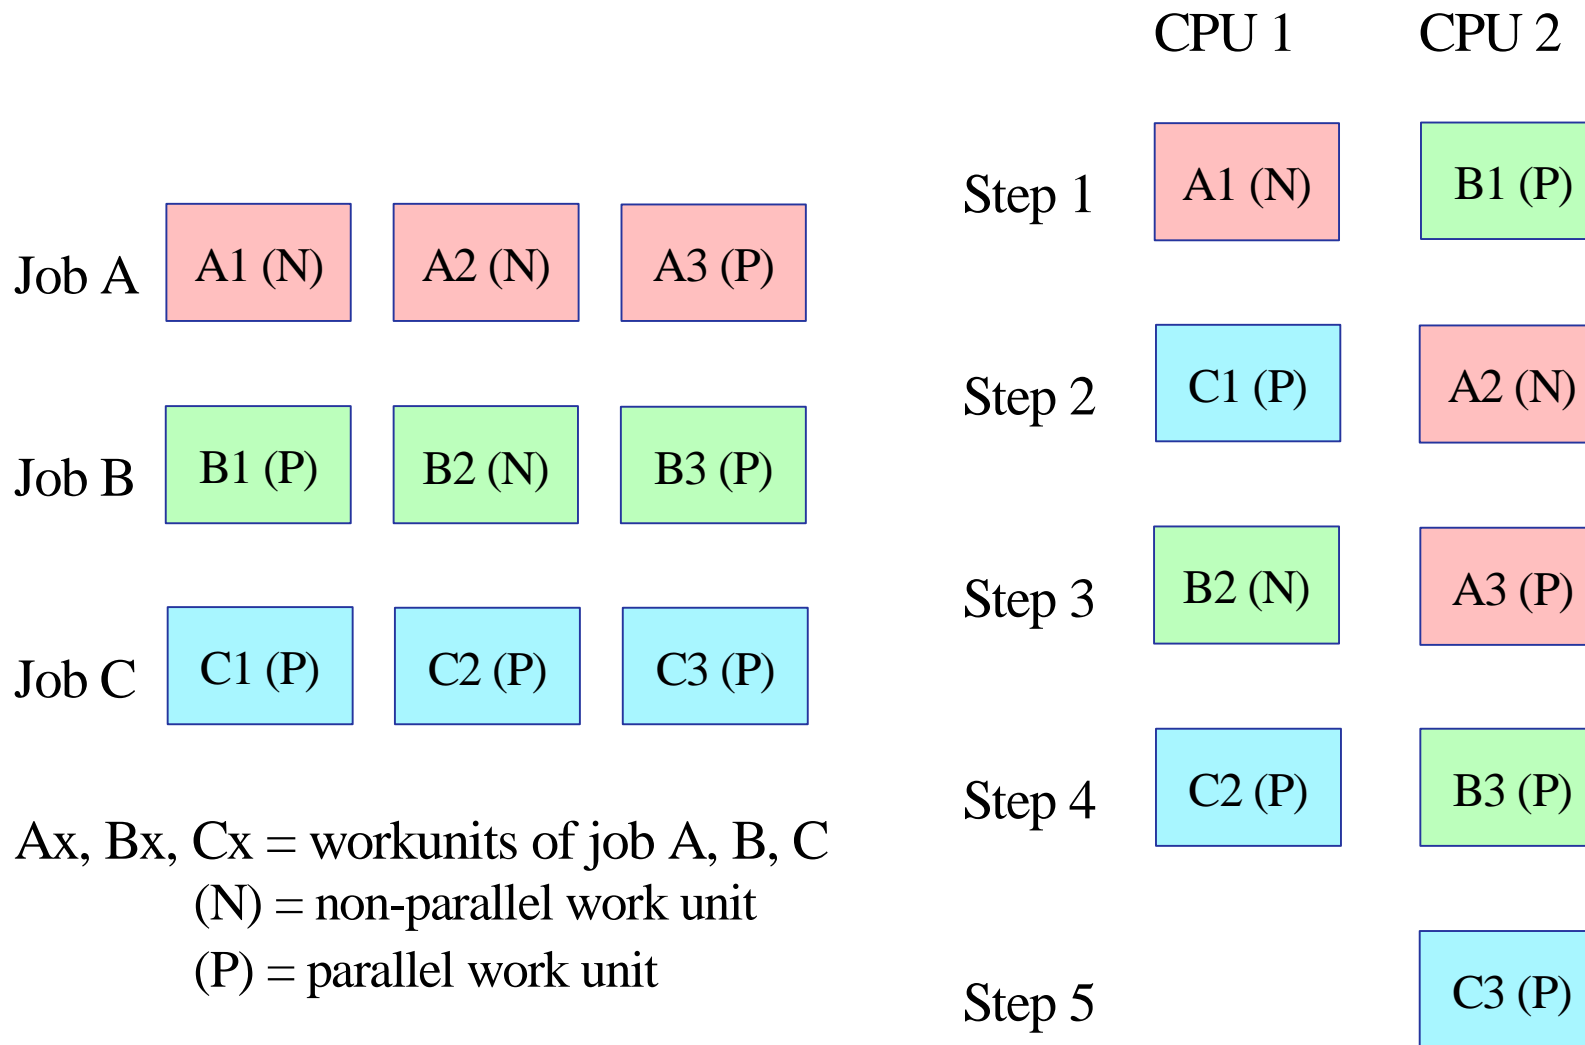 CPU 1 CPU 2
Step 1 A1 (N) B1 (P)
Job A A1 (N) A2 (N) A3 (P)
Step 2 C1 (P) A2 (N)
Job B B1 (P) B2 (N) B3 (P)
Step 3 B2 (N) A3 (P)
Job C C1 (P) C2 (P) C3 (P)
Step 4 C2 (P) B3 (P)
Ax, Bx, Cx = workunits of job A, B, C
(N) = non-parallel work unit
(P) = parallel work unit
Step 5 C3 (P)